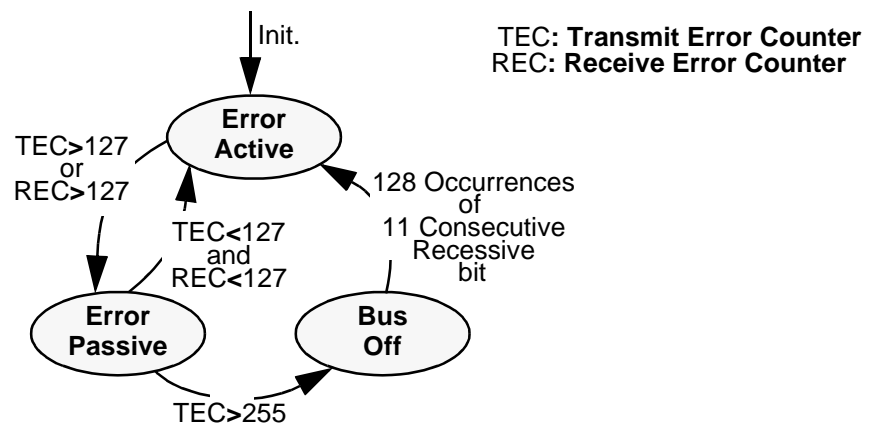 Init.
TEC: Transmit Error Counter
REC: Receive Error Counter
Error
Active
TEC>127
or
REC>127
128 Occurrences
of
11 Consecutive
Recessive
bit
TEC<127
and
REC<127
Error
Passive
Bus
Off
TEC>255